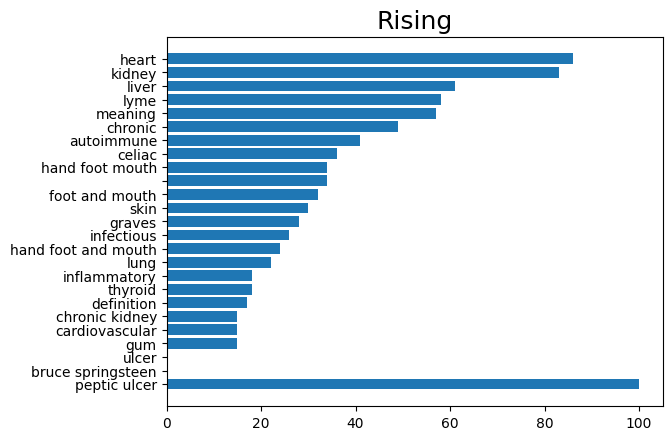 Rising
heart
kidney
liver
lyme
meaning
chronic
autoimmune
celiac
hand foot mouth
foot and mouth
skin
graves
infectious
hand foot and mouth
lung
inflammatory
thyroid
definition
chronic kidney
cardiovascular
gum
ulcer
bruce springsteen
peptic ulcer
0 20 40 60 80 100